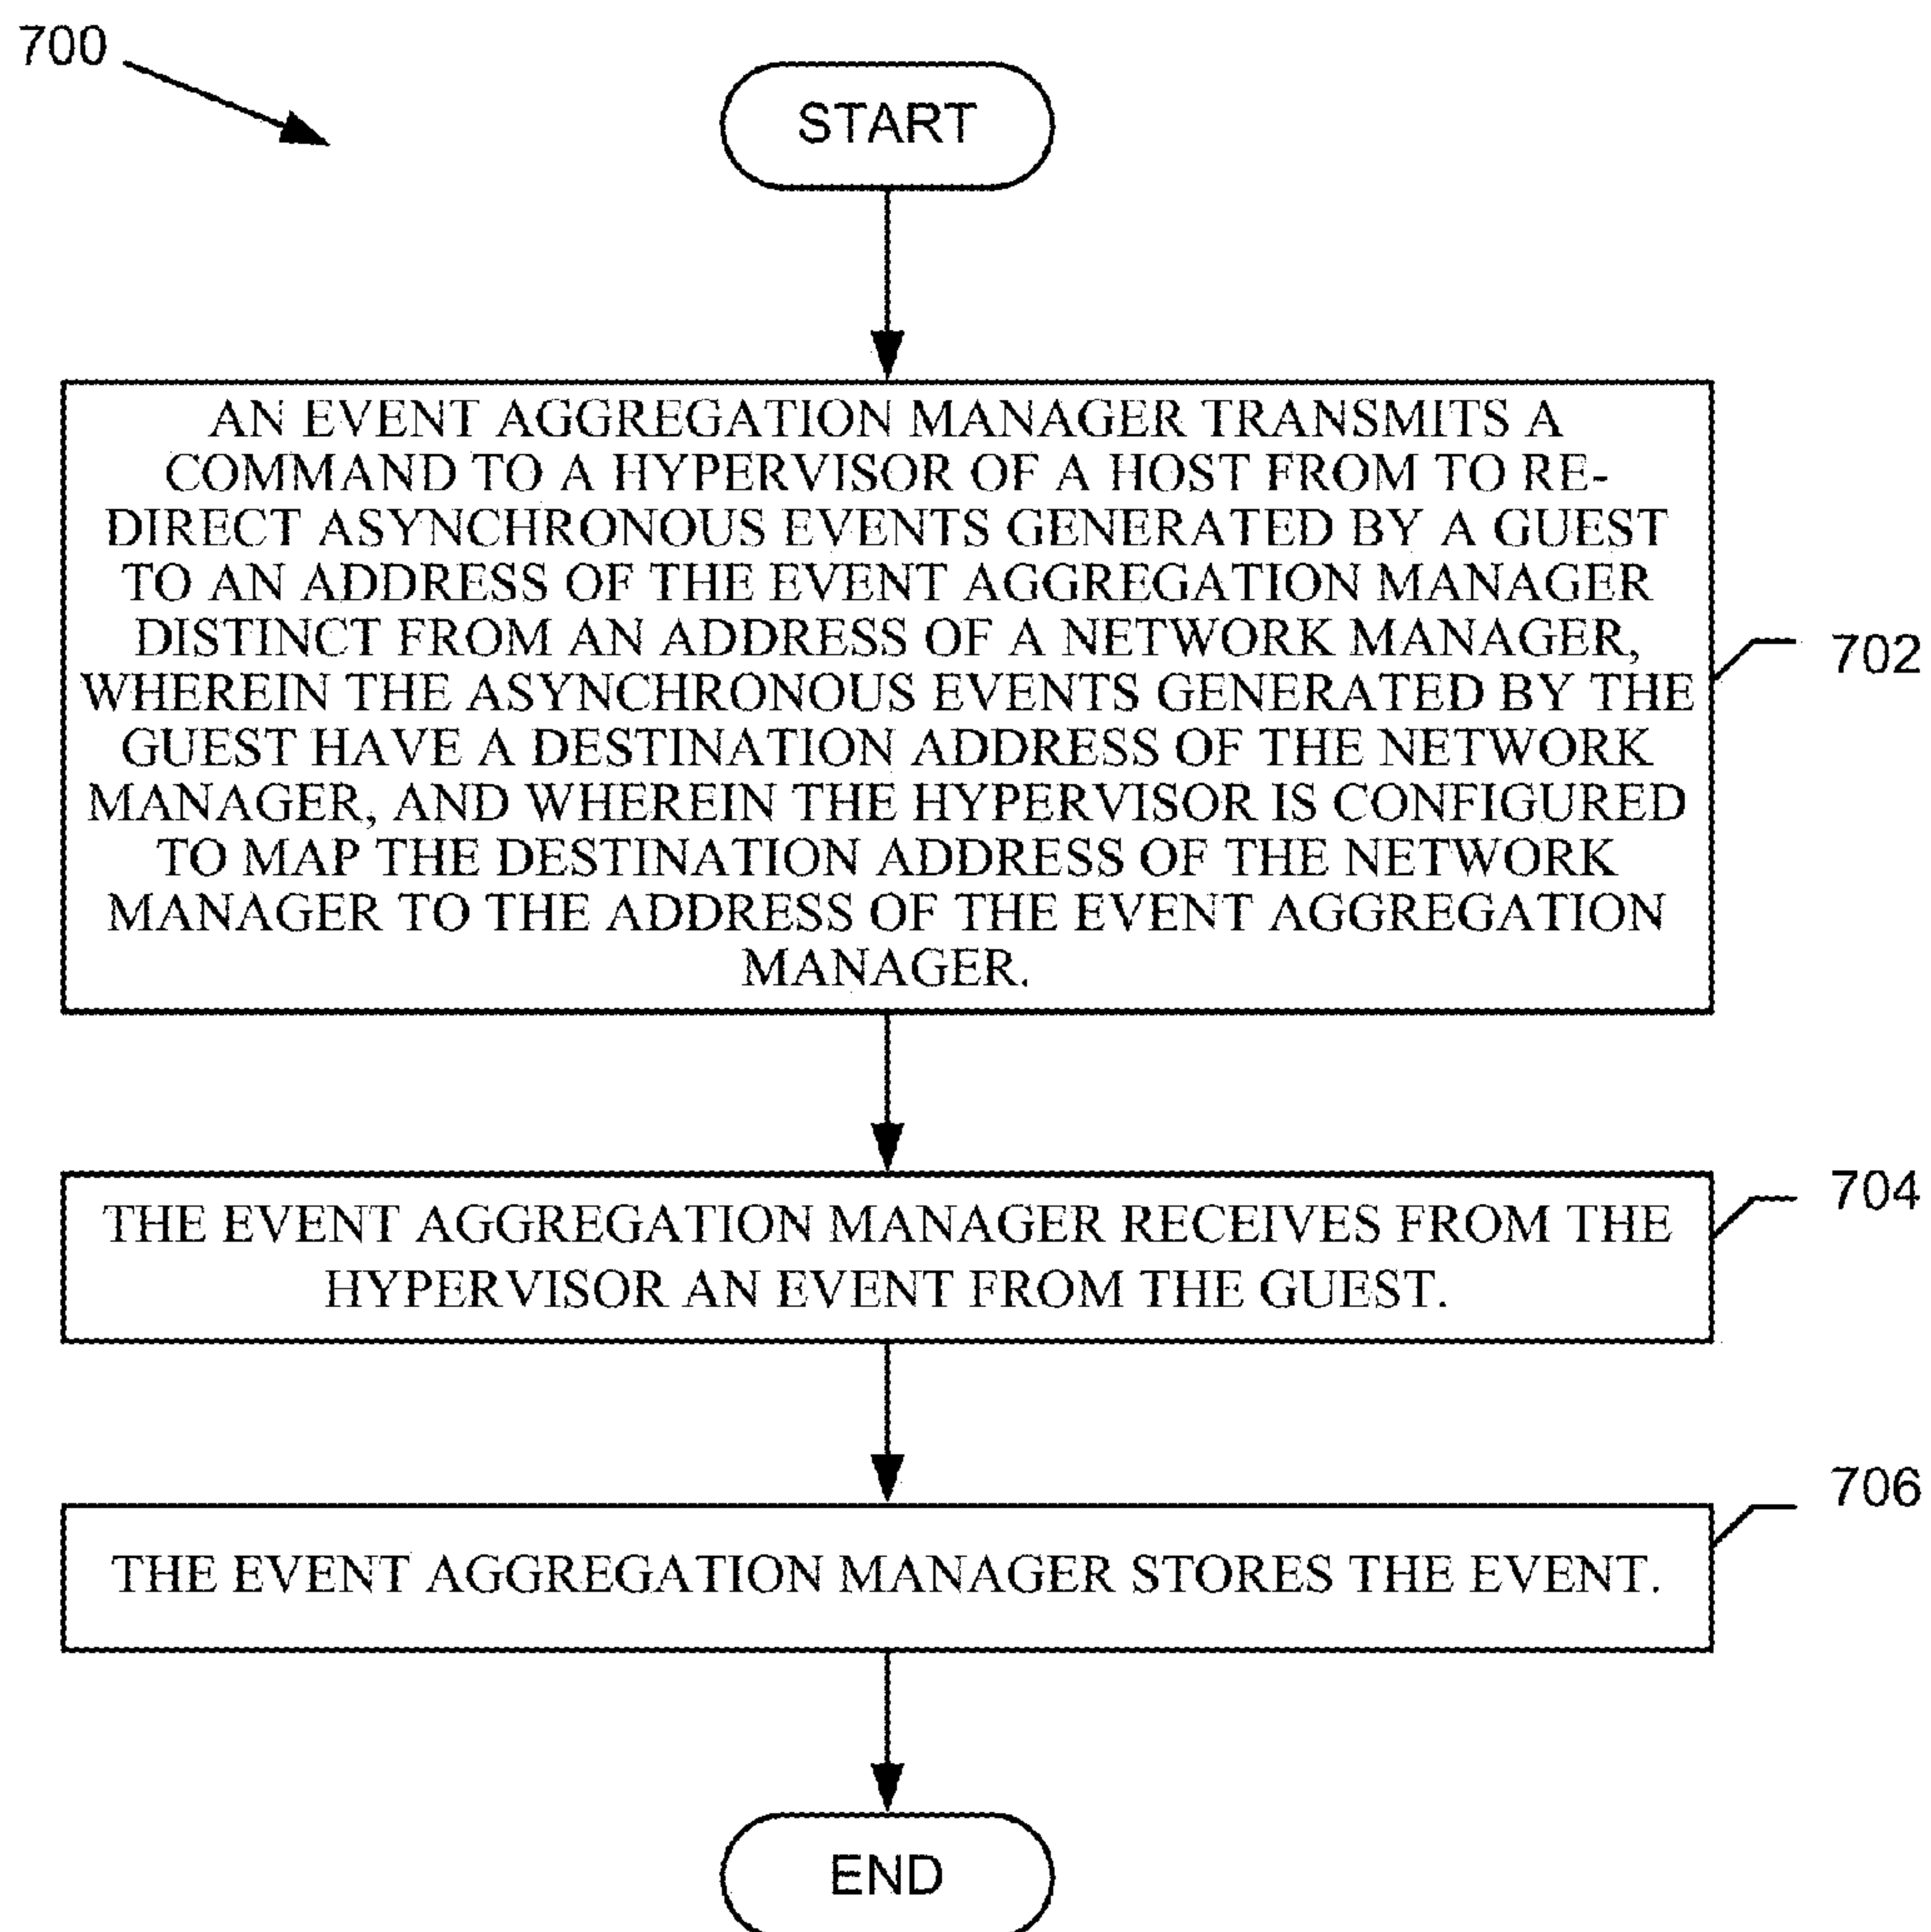 700
START
AN EVENT AGGREGATION MANAGER TRANSMITS A
COMMAND TO A HYPERVISOR OF A HOST FROM TO RE-
DIRECT ASYNCHRONOUS EVENTS GENERATED BY A GUEST
TO AN ADDRESS OF THE EVENT AGGREGATION MANAGER
DISTINCT FROM AN ADDRESS OF A NETWORK MANAGER,
WHEREIN THE ASYNCHRONOUS EVENTS GENERATED BY THE
GUEST HAVE A DESTINATION ADDRESS OF THE NETWORK
MANAGER, AND WHEREIN THE HYPERVISOR IS CONFIGURED
TO MAP THE DESTINATION ADDRESS OF THE NETWORK
MANAGER TO THE ADDRESS OF THE EVENT AGGREGATION
MANAGER.
702
THE EVENT AGGREGATION MANAGER RECEIVES FROM THE
HYPERVISOR AN EVENT FROM THE GUEST.
704
THE EVENT AGGREGATION MANAGER STORES THE EVENT.
706
END